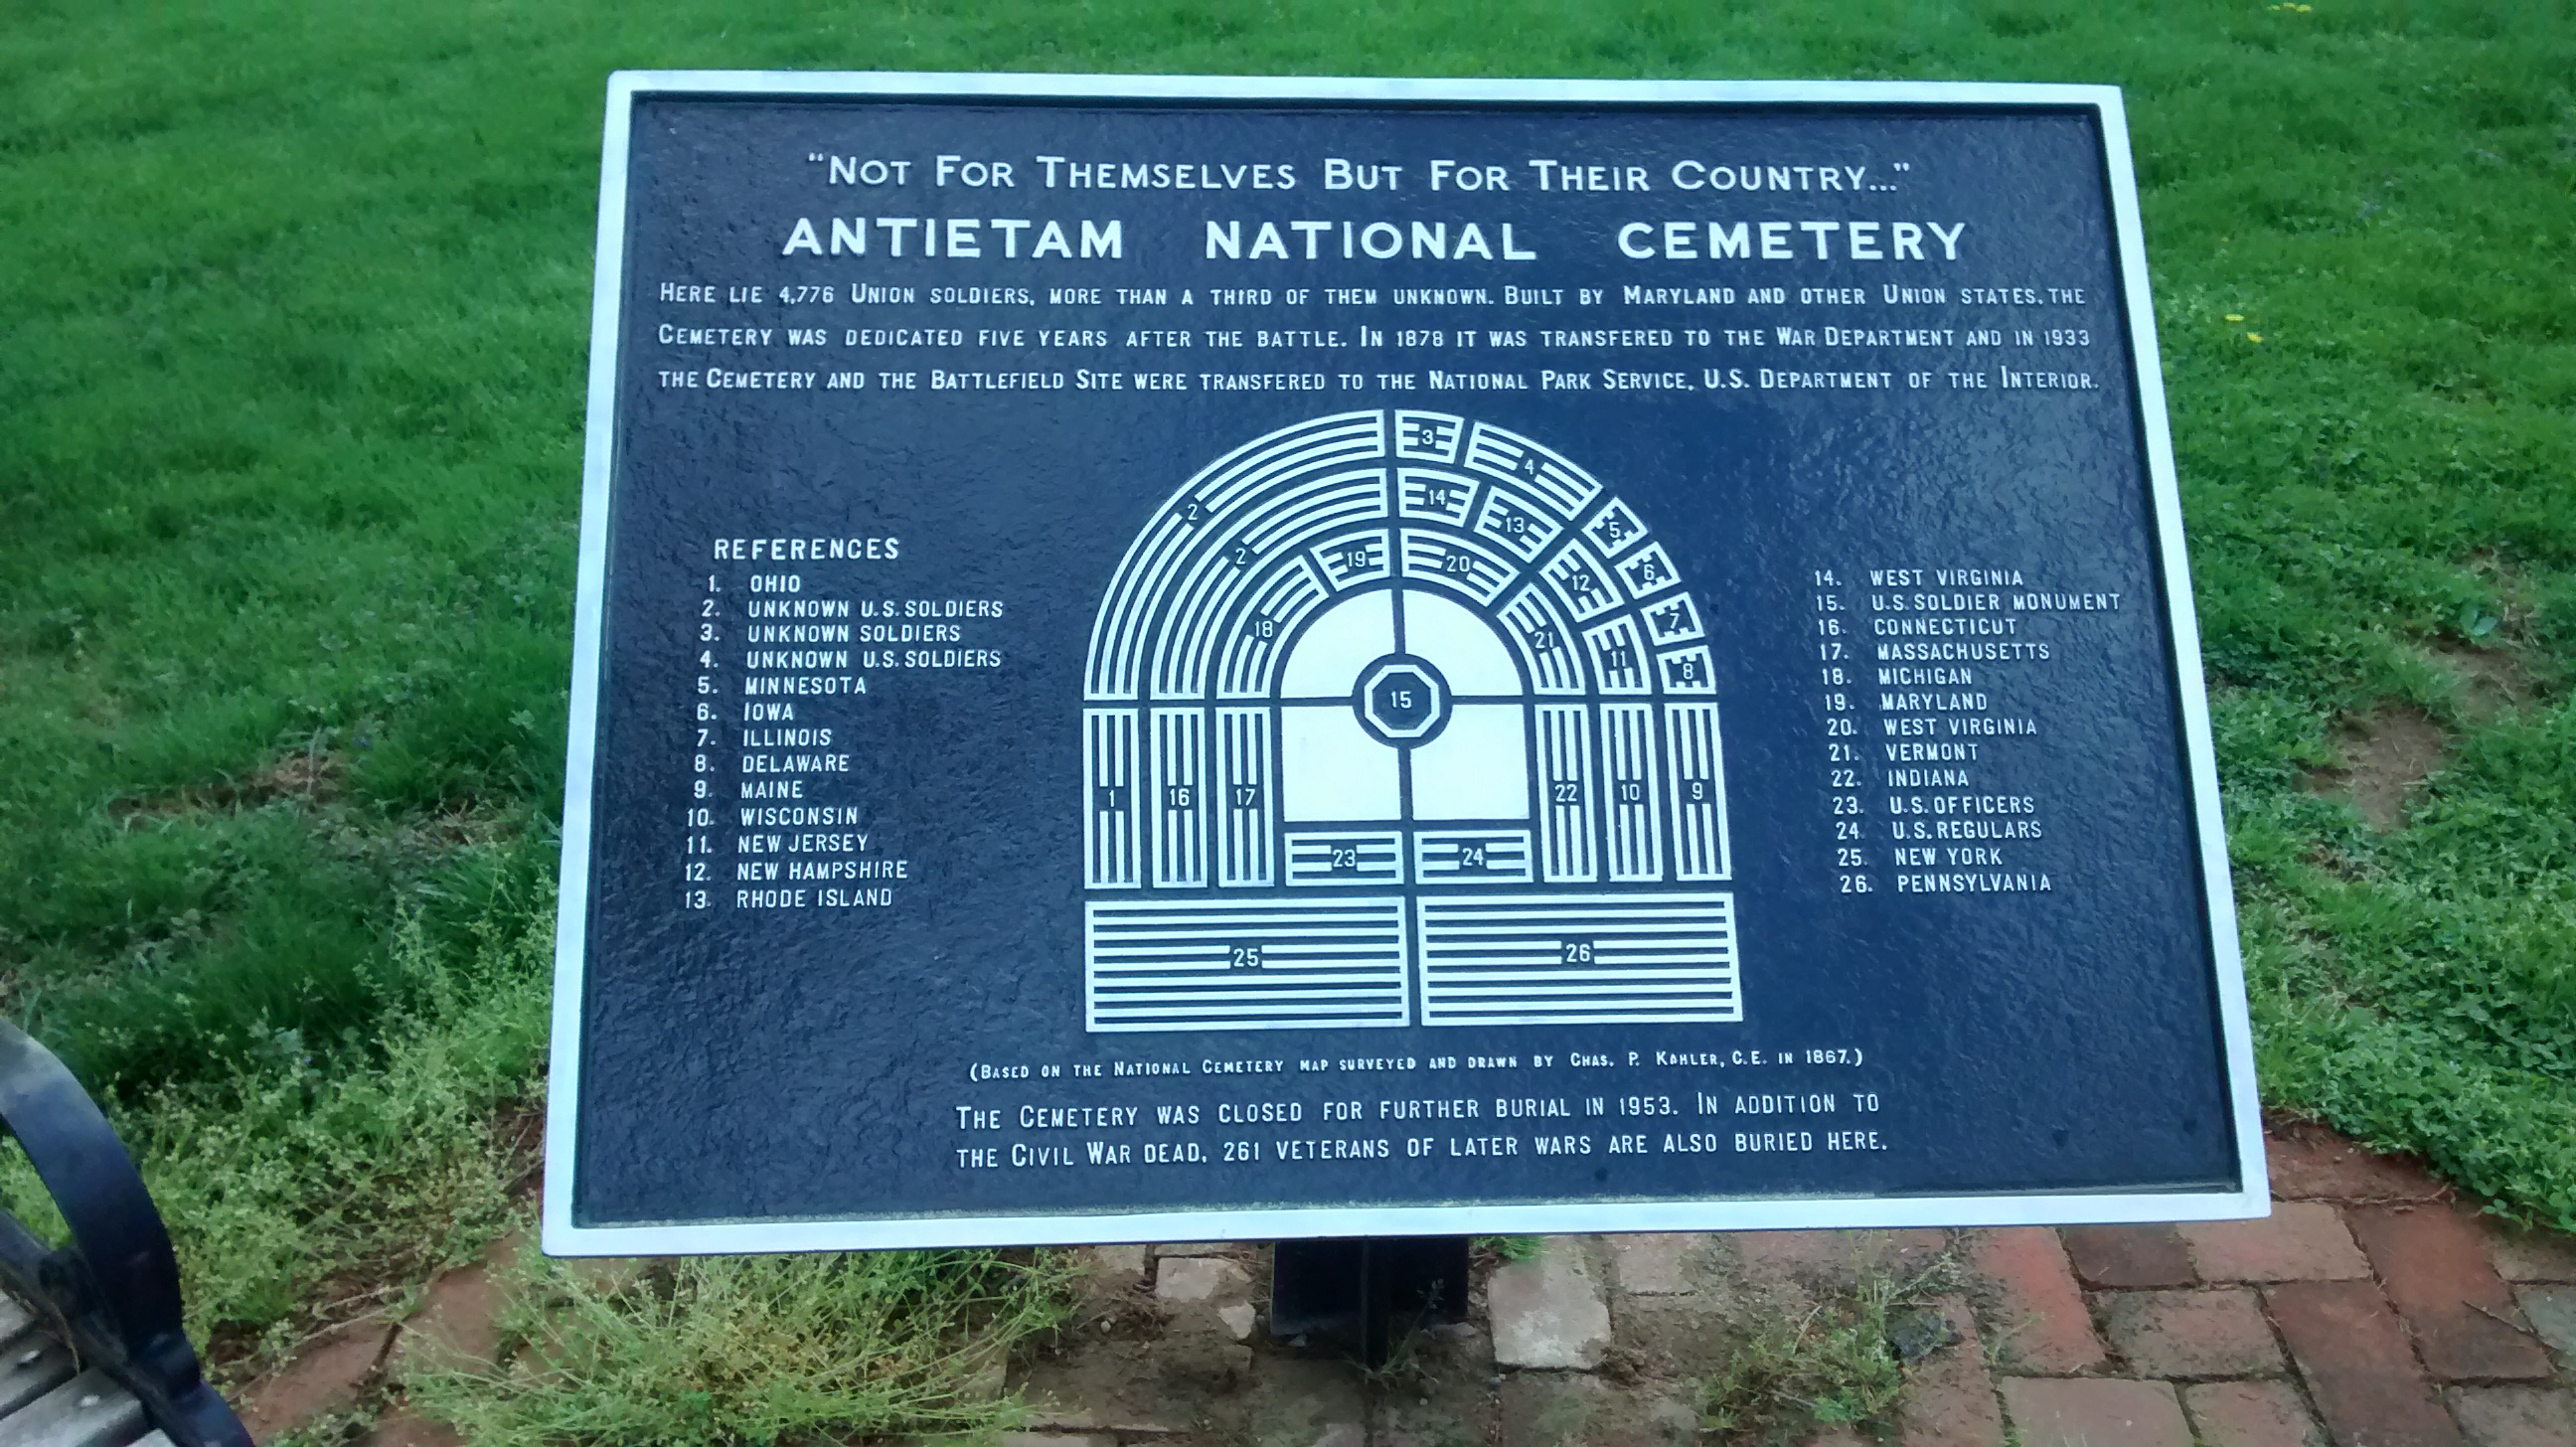 “NOT FOR THEMSELVES BUT FOR THEIR COUNTRY...”
ANTIETAM NATIONAL CEMETERY
HERE LIE 4,776 UNION SOLDIERS, MORE THAN A THIRD OF THEM UNKNOWN. BUILT BY MARYLAND AND OTHER UNION STATES, THE
CEMETERY WAS DEDICATED FIVE YEARS AFTER THE BATTLE. IN 1878 IT WAS TRANSFERED TO THE WAR DEPARTMENT AND IN 1933
THE CEMETERY AND THE BATTLEFIELD SITE WERE TRANSFERED TO THE NATIONAL PARK SERVICE, U.S. DEPARTMENT OF THE INTERIOR.
REFERENCES
1. OHIO
2. UNKNOWN U.S. SOLDIERS
3. UNKNOWN SOLDIERS
4. UNKNOWN U.S. SOLDIERS
5. MINNESOTA
6. IOWA
7. ILLINOIS
8. DELAWARE
9. MAINE
10. WISCONSIN
11. NEW JERSEY
12. NEW HAMPSHIRE
13. RHODE ISLAND
3
4
2
14
13
5
2
19
20
12
6
18
21
11
7
8
15
1
16
17
22
10
9
23
24
25
26
14. WEST VIRGINIA
15. U.S. SOLDIER MONUMENT
16. CONNECTICUT
17. MASSACHUSETTS
18. MICHIGAN
19. MARYLAND
20. WEST VIRGINIA
21. VERMONT
22. INDIANA
23. U.S. OFFICERS
24. U.S. REGULARS
25. NEW YORK
26. PENNSYLVANIA
(BASED ON THE NATIONAL CEMETERY MAP SURVEYED AND DRAWN BY CHAS. P. KAHLER, C.E. IN 1867.)
THE CEMETERY WAS CLOSED FOR FURTHER BURIAL IN 1953. IN ADDITION TO
THE CIVIL WAR DEAD, 261 VETERANS OF LATER WARS ARE ALSO BURIED HERE.